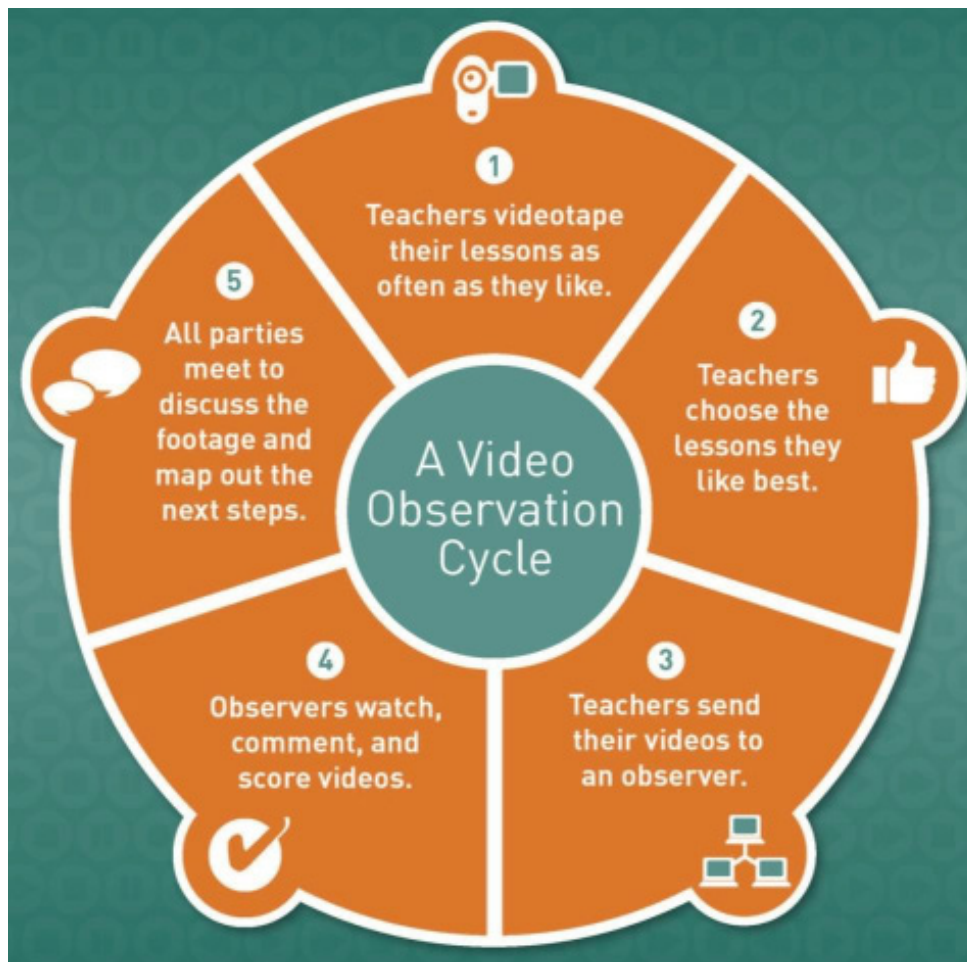 A Video
Observation
Cycle
1
Teachers videotape
their lessons as
often as they like.
2
Teachers
choose the
lessons they
like best.
3
Teachers send
their videos to
an observer.
4
Observers watch,
comment, and
score videos.
5
All parties
meet to
discuss the
footage and
map out the
next steps.